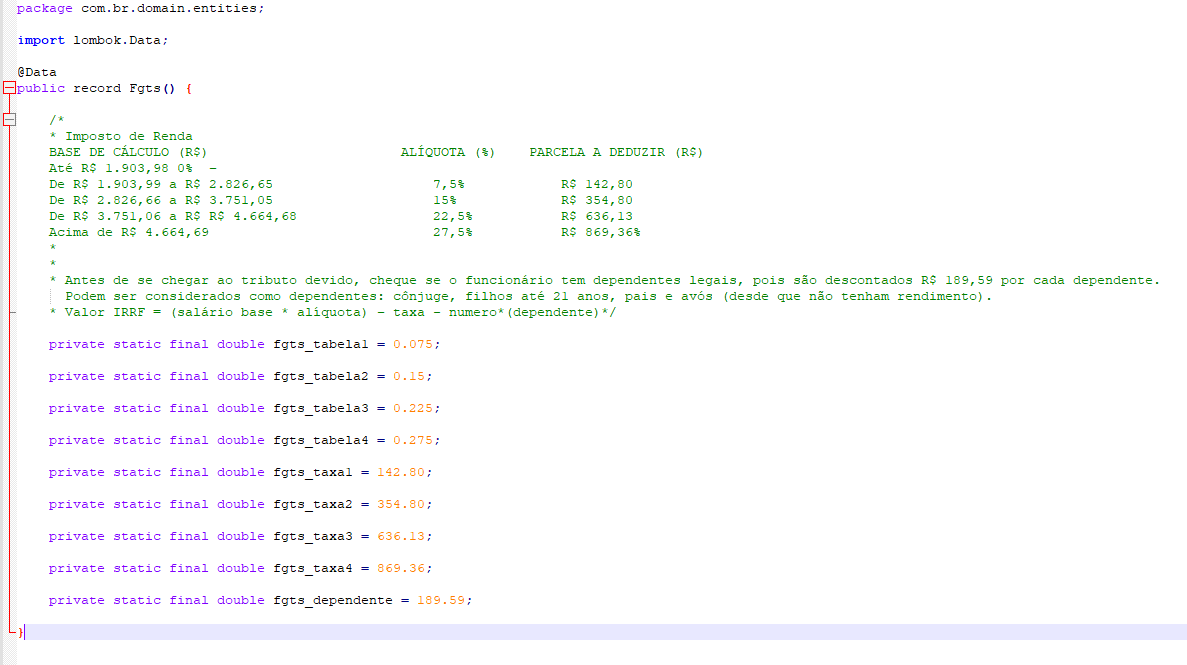 package com.br.domain.entities;
import lombok.Data;
@Data
public record Fgts() {
/*
* Imposto de Renda
BASE DE CÁLCULO (R$) ALÍQUOTA (%) PARCELA A DEDUZIR (R$)
Até R$ 1.903,98 0% -
De R$ 1.903,99 a R$ 2.826,65 7,5% R$ 142,80
De R$ 2.826,66 a R$ 3.751,05 15% R$ 354,80
De R$ 3.751,06 a R$ R$ 4.664,68 22,5% R$ 636,13
Acima de R$ 4.664,69 27,5% R$ 869,36%
*
*
* Antes de se chegar ao tributo devido, cheque se o funcionário tem dependentes legais, pois são descontados R$ 189,59 por cada dependente.
Podem ser considerados como dependentes: cônjuge, filhos até 21 anos, pais e avós (desde que não tenham rendimento).
* Valor IRRF = (salário base * alíquota) - taxa - numero*(dependente)*/
private static final double fgts_tabela1 = 0.075;
private static final double fgts_tabela2 = 0.15;
private static final double fgts_tabela3 = 0.225;
private static final double fgts_tabela4 = 0.275;
private static final double fgts_taxa1 = 142.80;
private static final double fgts_taxa2 = 354.80;
private static final double fgts_taxa3 = 636.13;
private static final double fgts_taxa4 = 869.36;
private static final double fgts_dependente = 189.59;
}